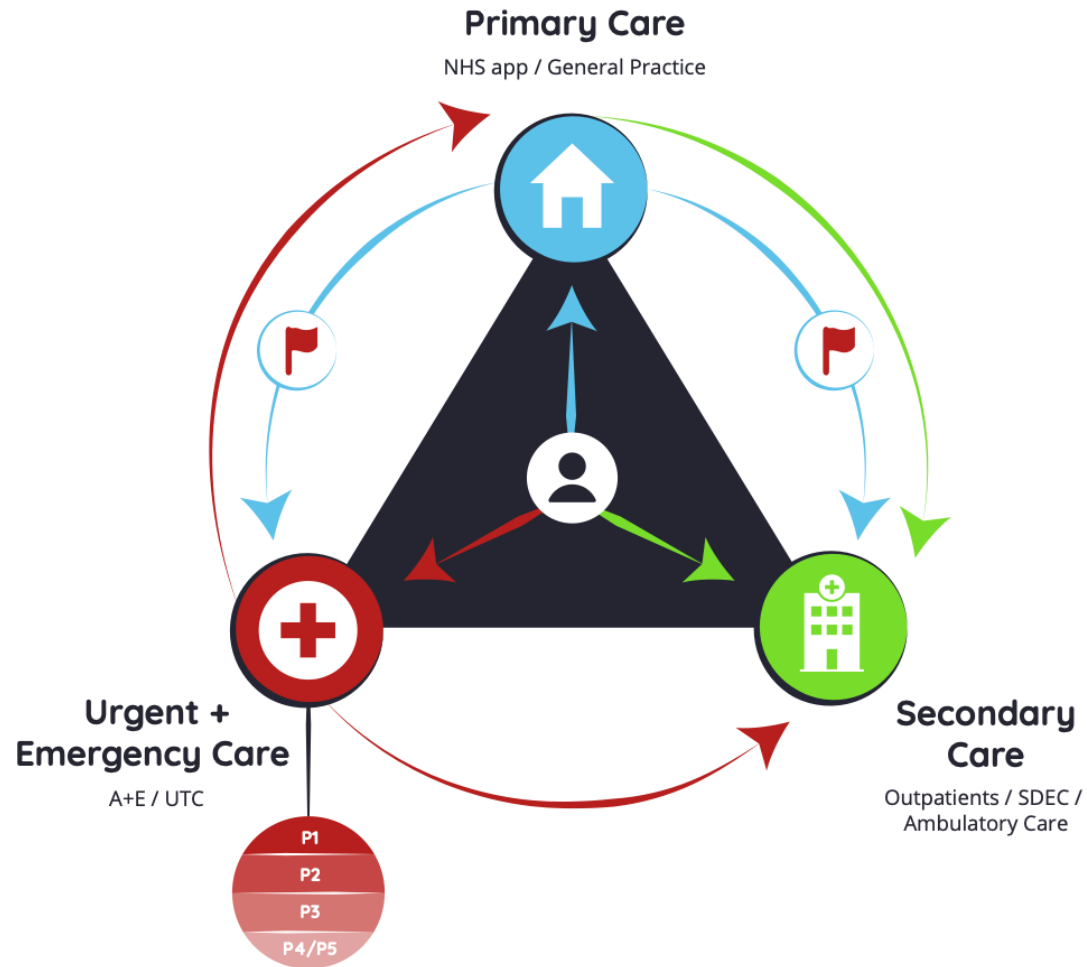 Primary Care
NHS app / General Practice
Urgent +
Emergency Care
A+E / UTC
Secondary
Care
Outpatients / SDEC /
Ambulatory Care
P1
P2
P3
P4/P5